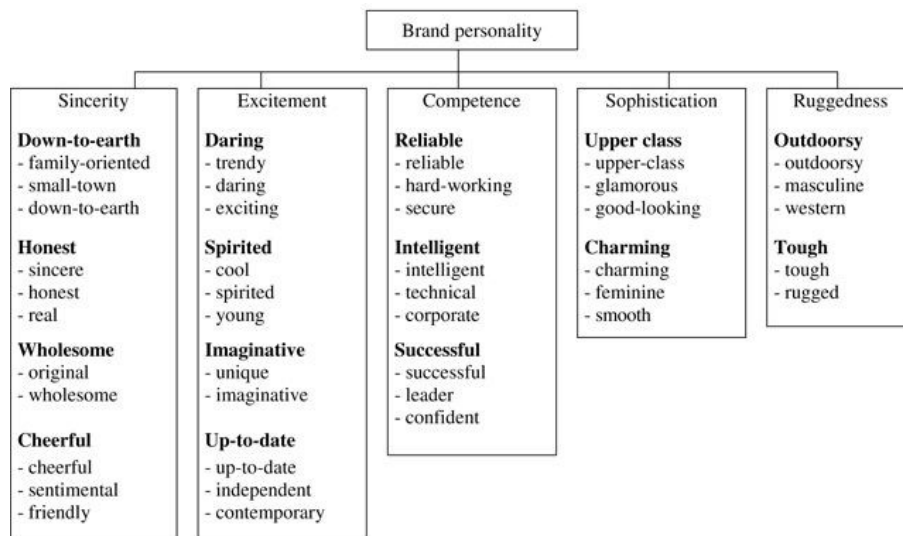 Brand personality
Sincerity
Down-to-earth
- family-oriented
- small-town
- down-to-earth
Honest
- sincere
- honest
- real
Wholesome
- original
- wholesome
Cheerful
- cheerful
- sentimental
- friendly
Excitement
Daring
- trendy
- daring
- exciting
Spirited
- cool
- spirited
- young
Imaginative
- unique
- imaginative
Up-to-date
- up-to-date
- independent
- contemporary
Competence
Reliable
- reliable
- hard-working
- secure
Intelligent
- intelligent
- technical
- corporate
Successful
- successful
- leader
- confident
Sophistication
Upper class
- upper-class
- glamorous
- good-looking
Charming
- charming
- feminine
- smooth
Ruggedness
Outdoorsy
- outdoorsy
- masculine
- western
Tough
- tough
- rugged